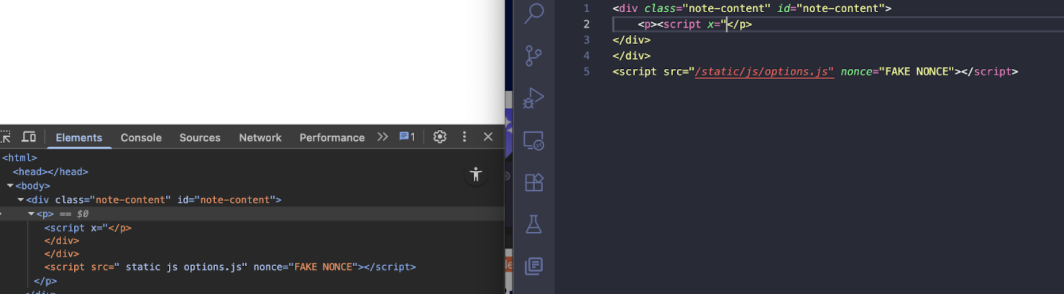 Elements Console Sources Network Performance 1
<html>
<head></head>
<body>
<div class="note-content" id="note-content">
<p> == $0
<script x="</p>
</div>
</div>
<script src=" static js options.js" nonce="FAKE NONCE"></script>
</p>
1 <div class="note-content" id="note-content">
2 <p><script x="</p>
3 </div>
4 </div>
5 <script src="/static/js/options.js" nonce="FAKE NONCE"></script>